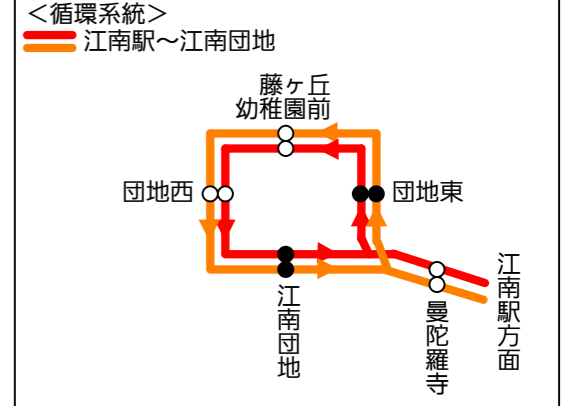 ＜循環系統＞
江南駅～江南団地
藤ヶ丘
幼稚園前
団地西
団地東
江南団地
曼陀羅寺
江南駅方面